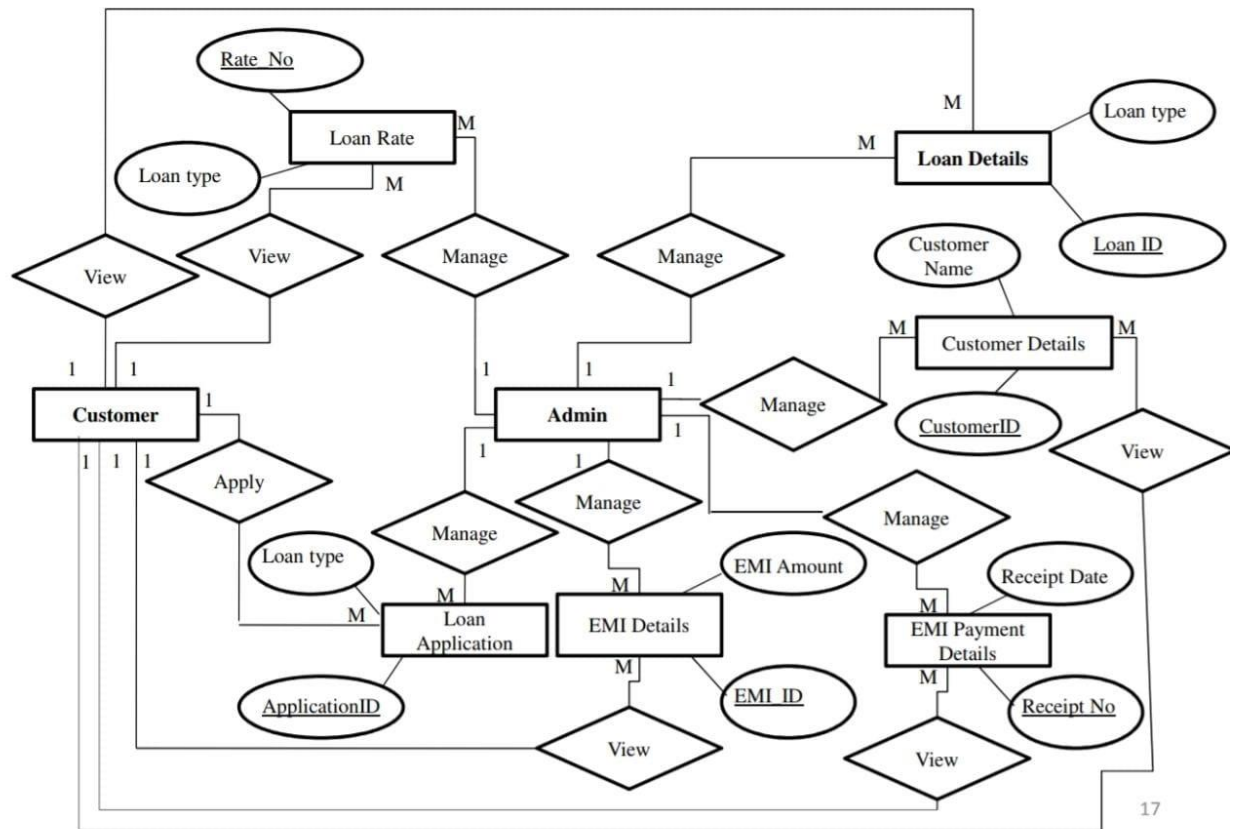 Rate_No
M
Loan type
Loan Rate
M
M
Loan Details
Loan type
M
View
View
Manage
Manage
Customer
Name
Loan ID
M
Customer Details
M
1
1
1
1
1
Manage
Customer
1
Admin
1
CustomerID
View
1
1
1
Apply
1
1
Manage
Manage
Manage
Loan type
EMI Amount
Receipt Date
M
M
M
M
Loan
Application
EMI Details
EMI Payment
Details
M
M
ApplicationID
EMI_ID
Receipt No
View
View
17
Loan type
M